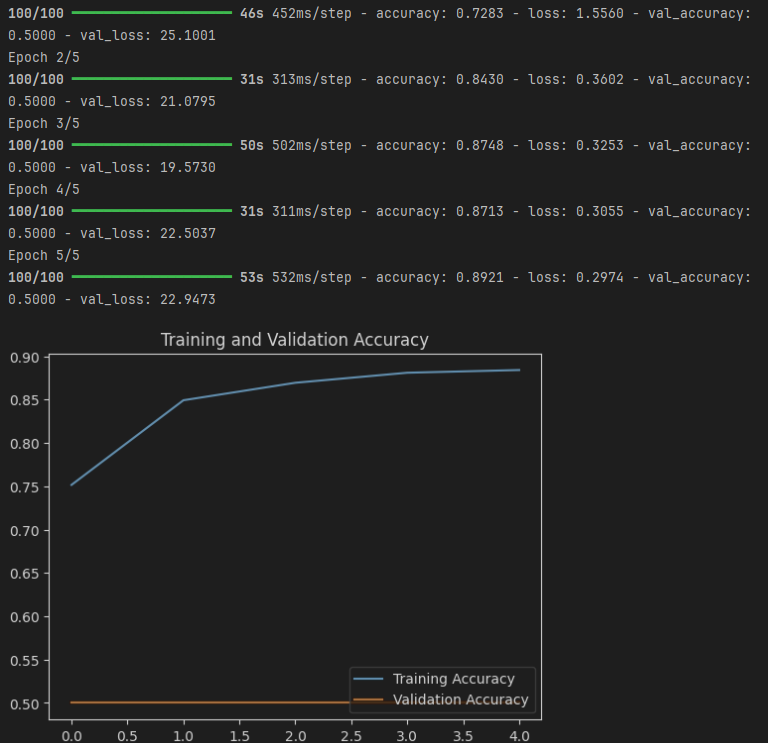 100/100 ━━━━━━━━━━━━━━━━━━━━ 46s 452ms/step - accuracy: 0.7283 - loss: 1.5560 - val_accuracy:
0.5000 - val_loss: 25.1001
Epoch 2/5
100/100 ━━━━━━━━━━━━━━━━━━━━ 31s 313ms/step - accuracy: 0.8430 - loss: 0.3602 - val_accuracy:
0.5000 - val_loss: 21.0795
Epoch 3/5
100/100 ━━━━━━━━━━━━━━━━━━━━ 50s 502ms/step - accuracy: 0.8748 - loss: 0.3253 - val_accuracy:
0.5000 - val_loss: 19.5730
Epoch 4/5
100/100 ━━━━━━━━━━━━━━━━━━━━ 31s 311ms/step - accuracy: 0.8713 - loss: 0.3055 - val_accuracy:
0.5000 - val_loss: 22.5037
Epoch 5/5
100/100 ━━━━━━━━━━━━━━━━━━━━ 53s 532ms/step - accuracy: 0.8921 - loss: 0.2974 - val_accuracy:
0.5000 - val_loss: 22.9473
Training and Validation Accuracy
0.90
0.85
0.80
0.75
0.70
0.65
0.60
0.55
0.50
Training Accuracy
Validation Accuracy
0.0 0.5 1.0 1.5 2.0 2.5 3.0 3.5 4.0